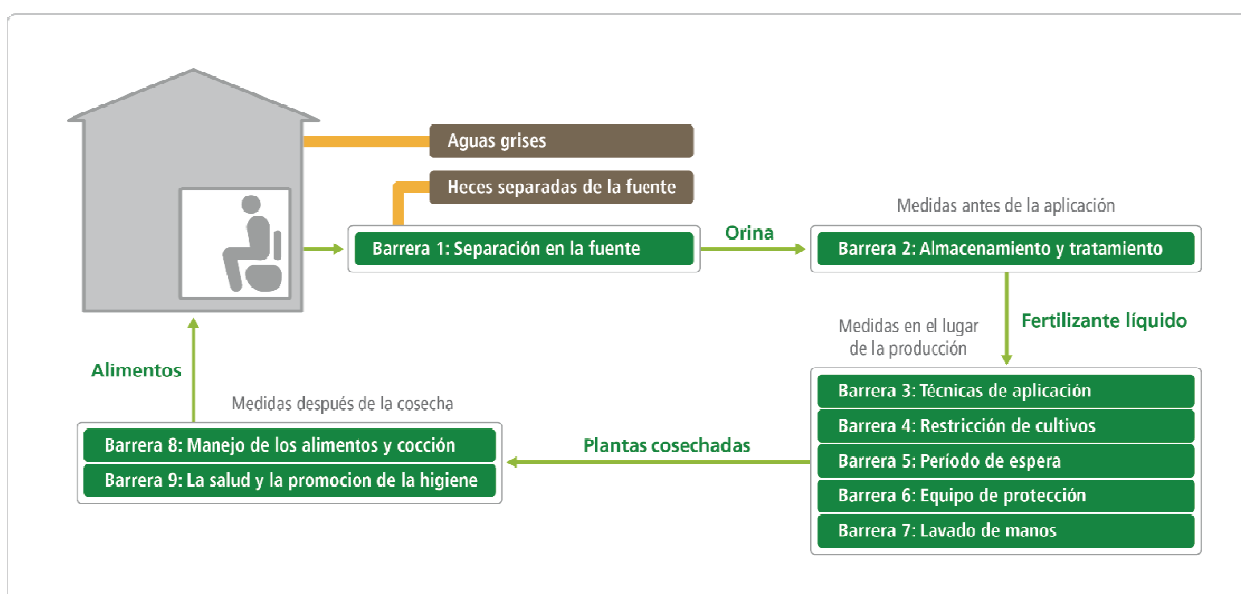 Aguas grises
Heces separadas de la fuente
Medidas antes de la aplicación
Barrera 1: Separación en la fuente
Orina
Barrera 2: Almacenamiento y tratamiento
Fertilizante líquido
Medidas en el lugar
de la producción
Barrera 3: Técnicas de aplicación
Barrera 4: Restricción de cultivos
Barrera 5: Período de espera
Barrera 6: Equipo de protección
Barrera 7: Lavado de manos
Plantas cosechadas
Medidas después de la cosecha
Barrera 8: Manejo de los alimentos y cocción
Barrera 9: La salud y la promocion de la higiene
Alimentos